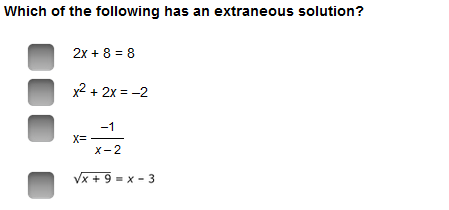 Which of the following has an extraneous solution?
2x + 8 = 8
x² + 2x = –2
x= –1/x – 2
√x + 9 = x - 3